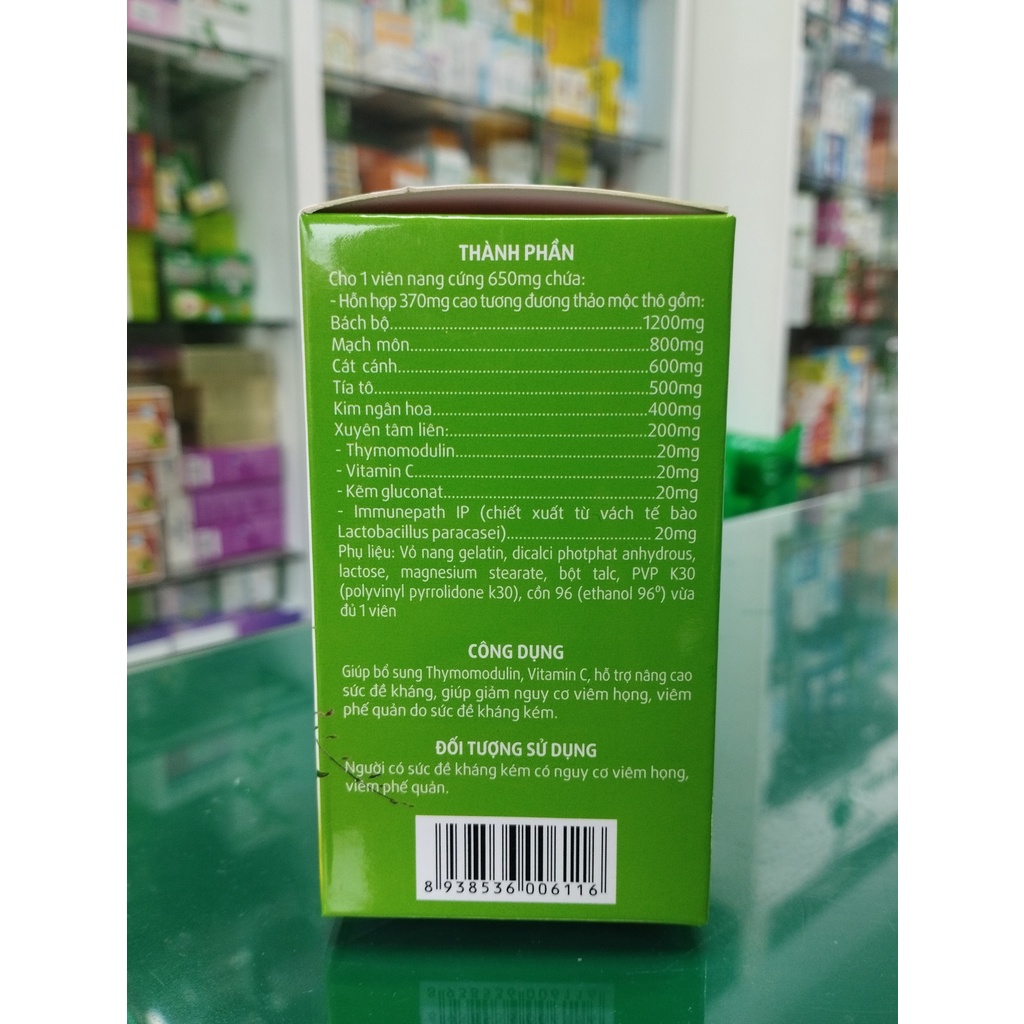 THÀNH PHẦN
Cho 1 viên nang cứng 650mg chứa:
- Hỗn hợp 370mg cao tương đương thảo mộc thô gồm:
Bách bộ..................................................1200mg
Mạch môn...............................................800mg
Cát cánh..................................................600mg
Tía tô.......................................................500mg
Kim ngân hoa...........................................400mg
Xuyên tâm liên:........................................200mg
- Thymomodulin........................................20mg
- Vitamin C................................................20mg
- Kẽm gluconat..........................................20mg
- Immunepath IP (chiết xuất từ vách tế bào
Lactobacillus paracasei)............................. 20mg
Phụ liệu: Vỏ nang gelatin, dicalci photphat anhydrous,
lactose, magnesium stearate, bột talc, PVP K30
(polyvinyl pyrrolidone k30), cồn 96 (ethanol 96⁰) vừa
đủ 1 viên
CÔNG DỤNG
Giúp bổ sung Thymomodulin, Vitamin C, hỗ trợ nâng cao
sức đề kháng, giúp giảm nguy cơ viêm họng, viêm
phế quản do sức đề kháng kém.
ĐỐI TƯỢNG SỬ DỤNG
Người có sức đề kháng kém có nguy cơ viêm họng,
viêm phế quản.
8 938536 006116